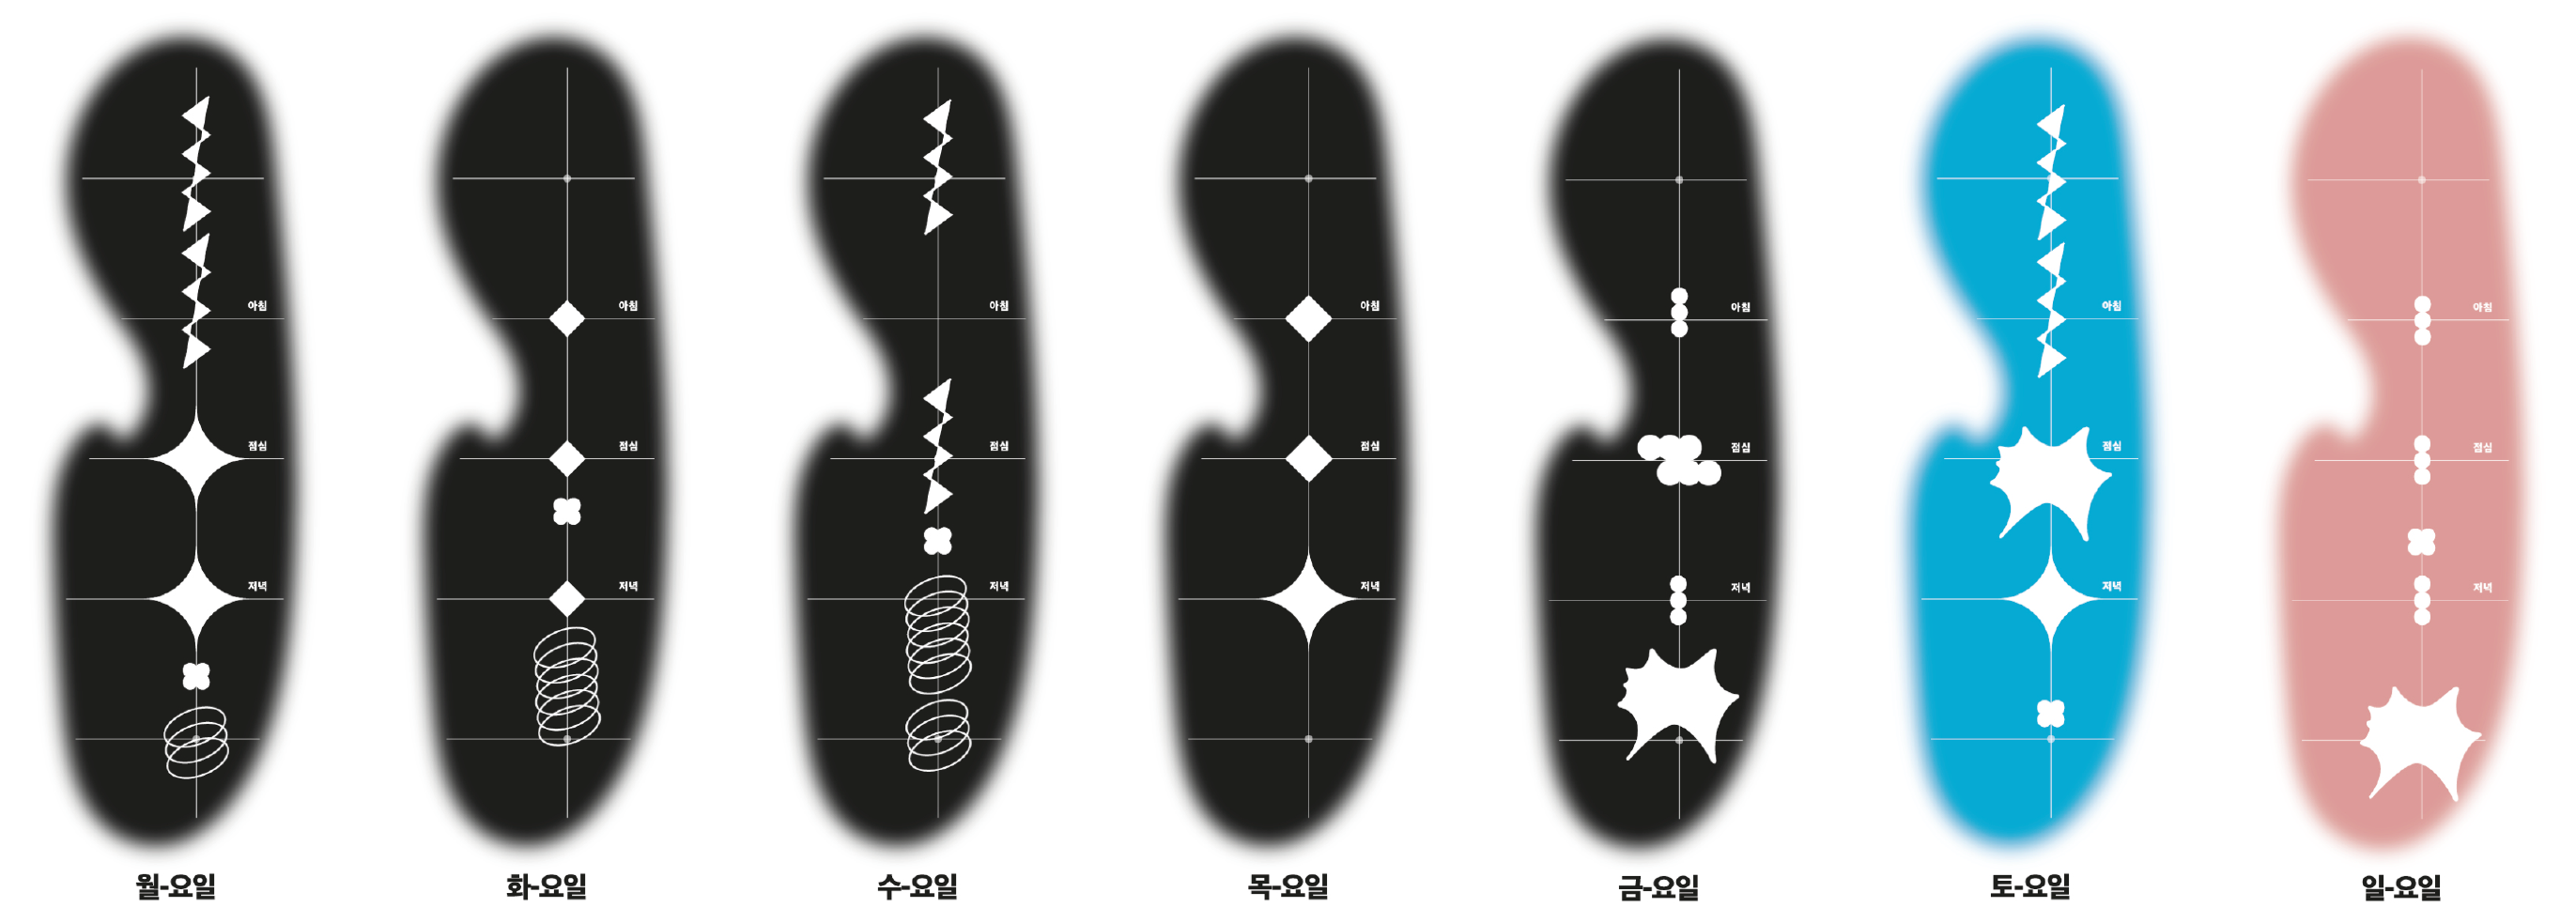 아침
점심
저녁
월-요일
아침
점심
저녁
화-요일
아침
점심
저녁
수-요일
아침
점심
저녁
목-요일
아침
점심
저녁
금-요일
아침
점심
저녁
토-요일
아침
점심
저녁
일-요일